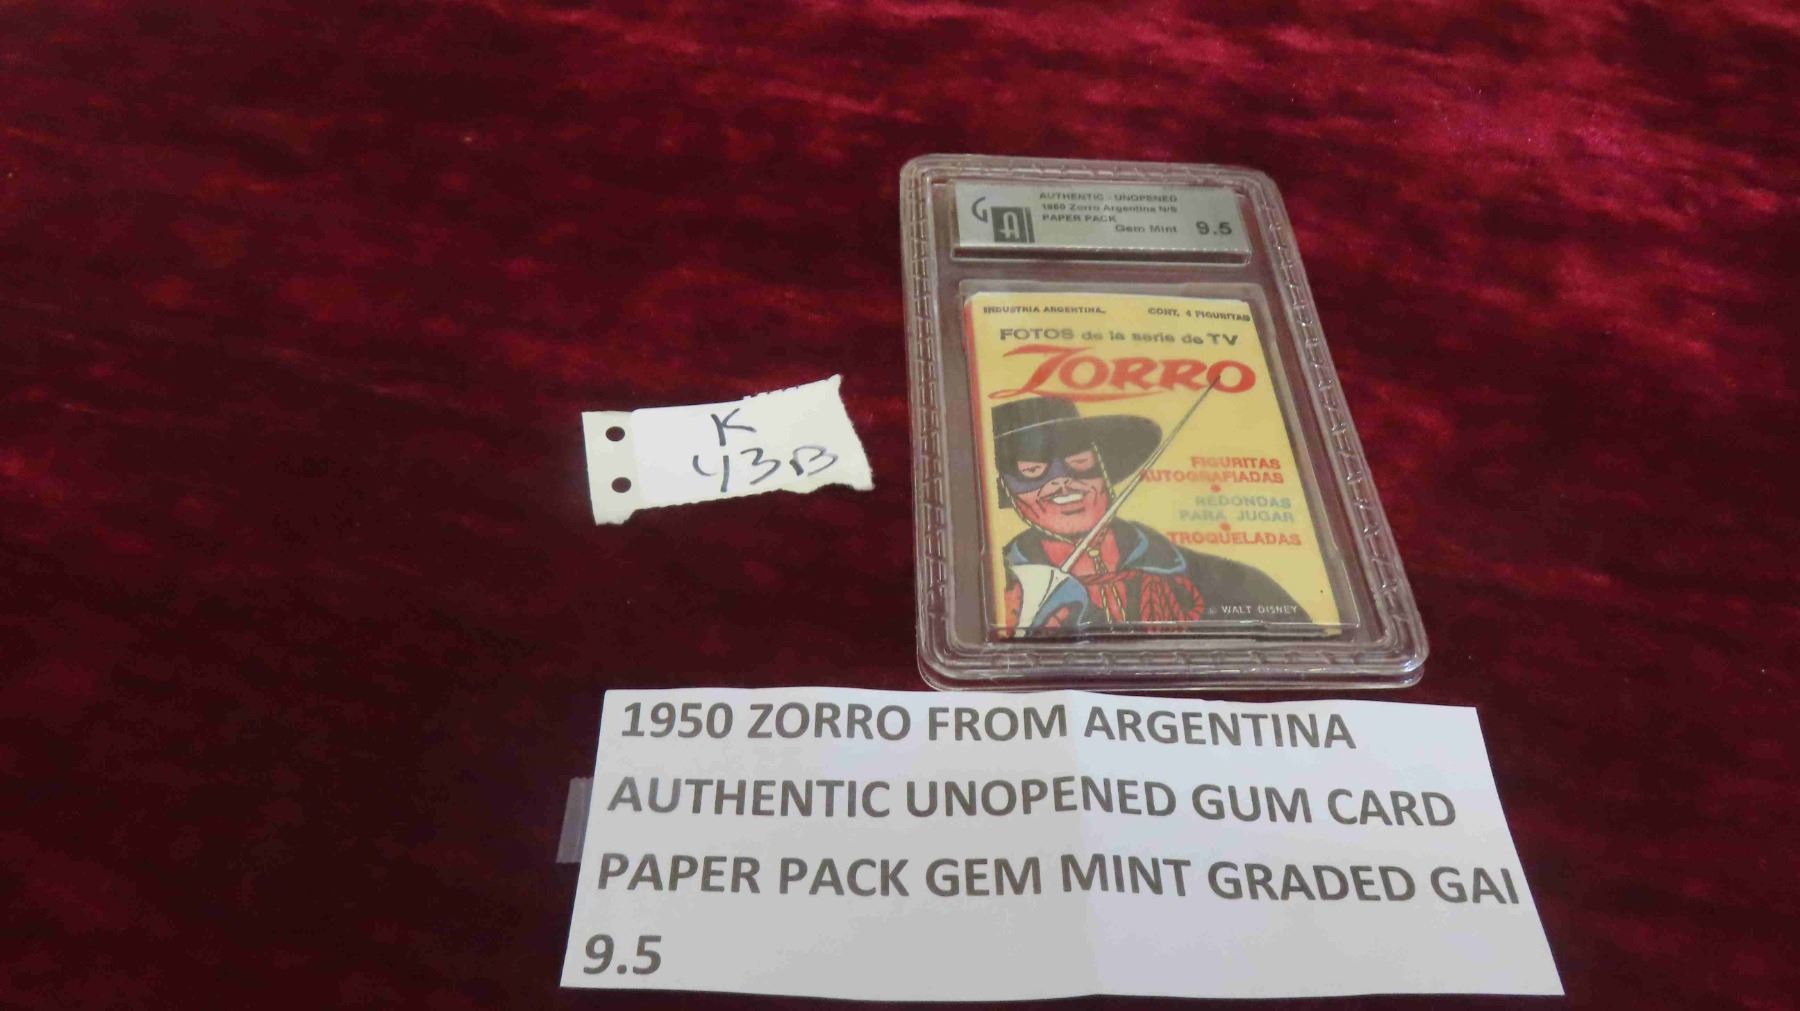 AUTHENTIC - UNOPENED
Zorro Argentina N/S
PAPER PACK
Gem Mint 9.5
GA
INDUSTRIA ARGENTINA. CONT. 4 FIGURITAS
FOTOS de la serie de TV
ZORRO
FIGURITAS
AUTOGRAFIADAS
REDONDAS
PARA JUGAR
TROQUELADAS
© WALT DISNEY
K
43B
1950 ZORRO FROM ARGENTINA
AUTHENTIC UNOPENED GUM CARD
PAPER PACK GEM MINT GRADED GAI
9.5